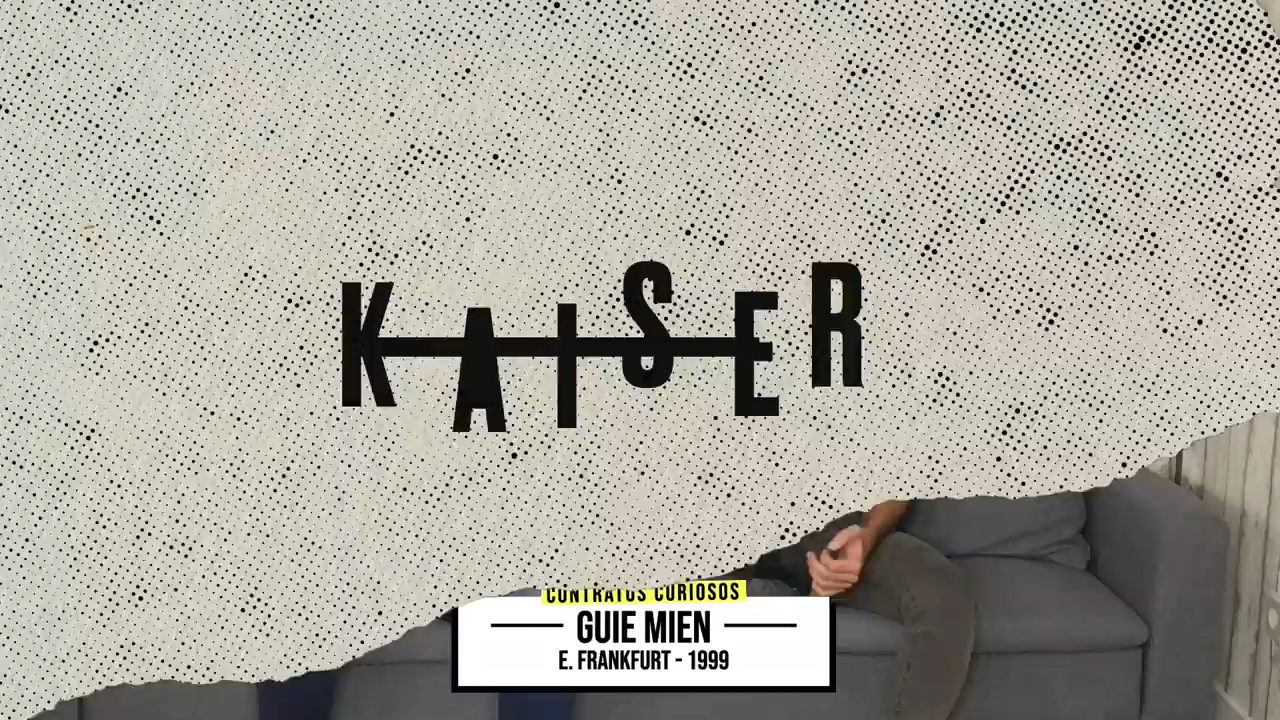 KAISER
CONTRATOS CURIOSOS
GUIE MIEN
E. FRANKFURT - 1999